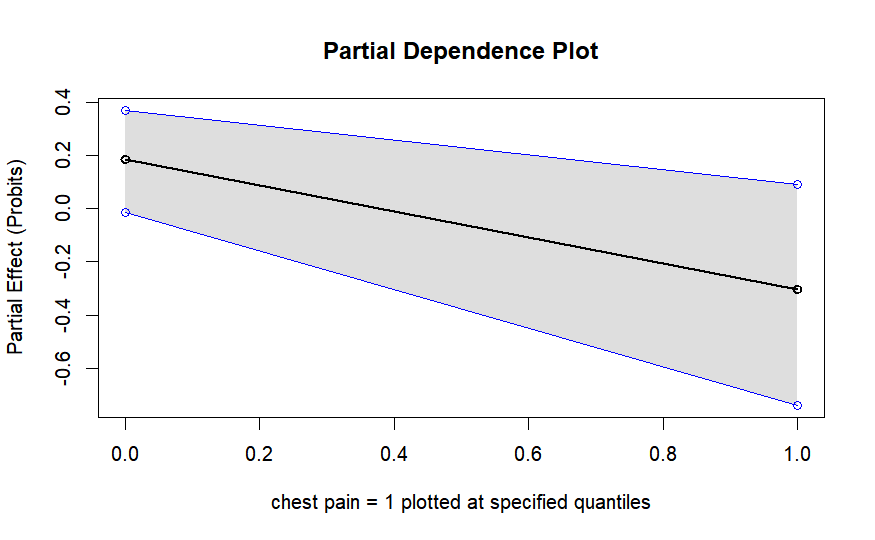 Partial Dependence Plot
Partial Effect (Probits)
0.4
0.2
0.0
-0.2
-0.4
-0.6
0.0 0.2 0.4 0.6 0.8 1.0
chest pain = 1 plotted at specified quantiles